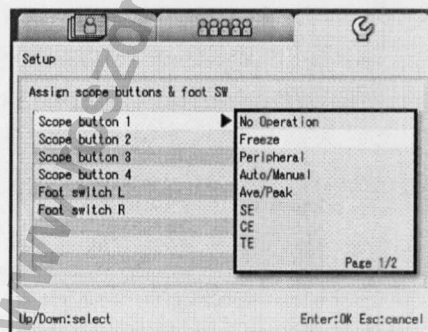 Setup
Assign scope buttons & foot SW
Scope button 1
Scope button 2
Scope button 3
Scope button 4
Foot switch L
Foot switch R
No Operation
Freeze
Peripheral
Auto/Manual
Ave/Peak
SE
CE
TE
Page 1/2
Up/Down:select
Enter:OK Esc:cancel